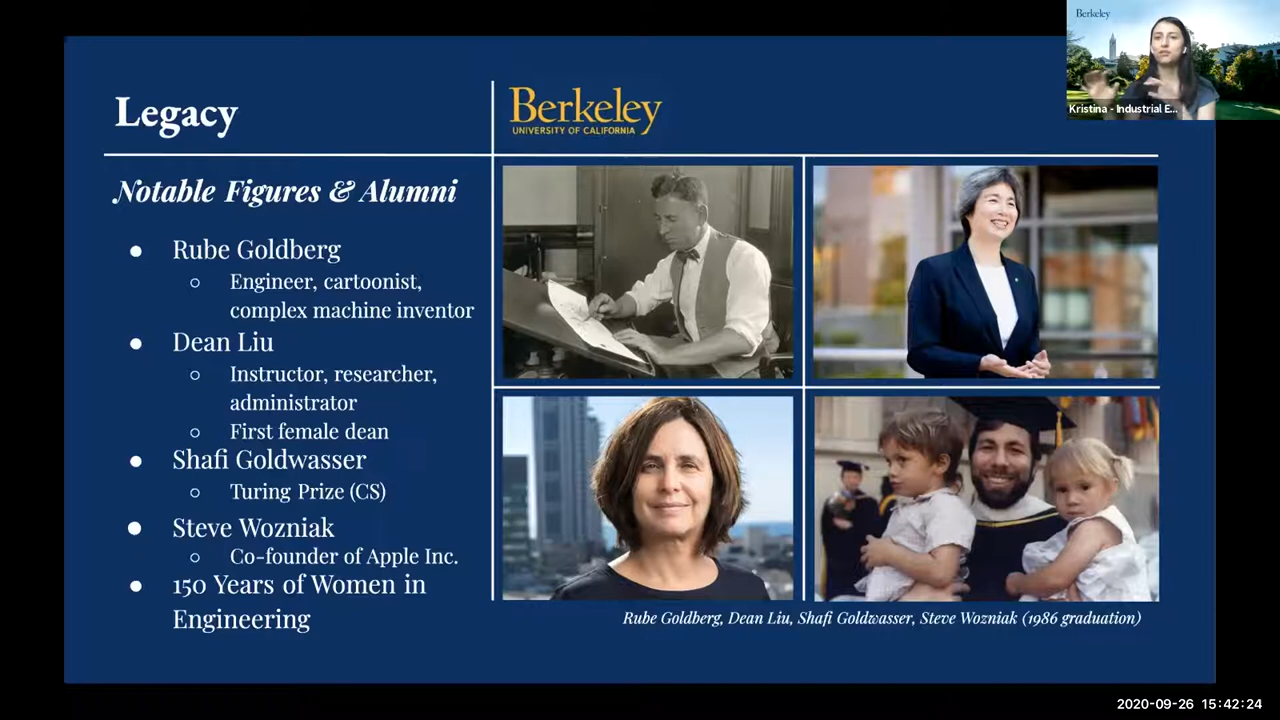 Legacy
Berkeley
UNIVERSITY OF CALIFORNIA
Notable Figures & Alumni
● Rube Goldberg
○ Engineer, cartoonist,
complex machine inventor
● Dean Liu
○ Instructor, researcher,
administrator
○ First female dean
● Shafi Goldwasser
○ Turing Prize (CS)
● Steve Wozniak
○ Co-founder of Apple Inc.
● 150 Years of Women in
Engineering
Rube Goldberg, Dean Liu, Shafi Goldwasser, Steve Wozniak (1986 graduation)
Berkeley
Kristina - Industrial E...
2020-09-26 15:42:24